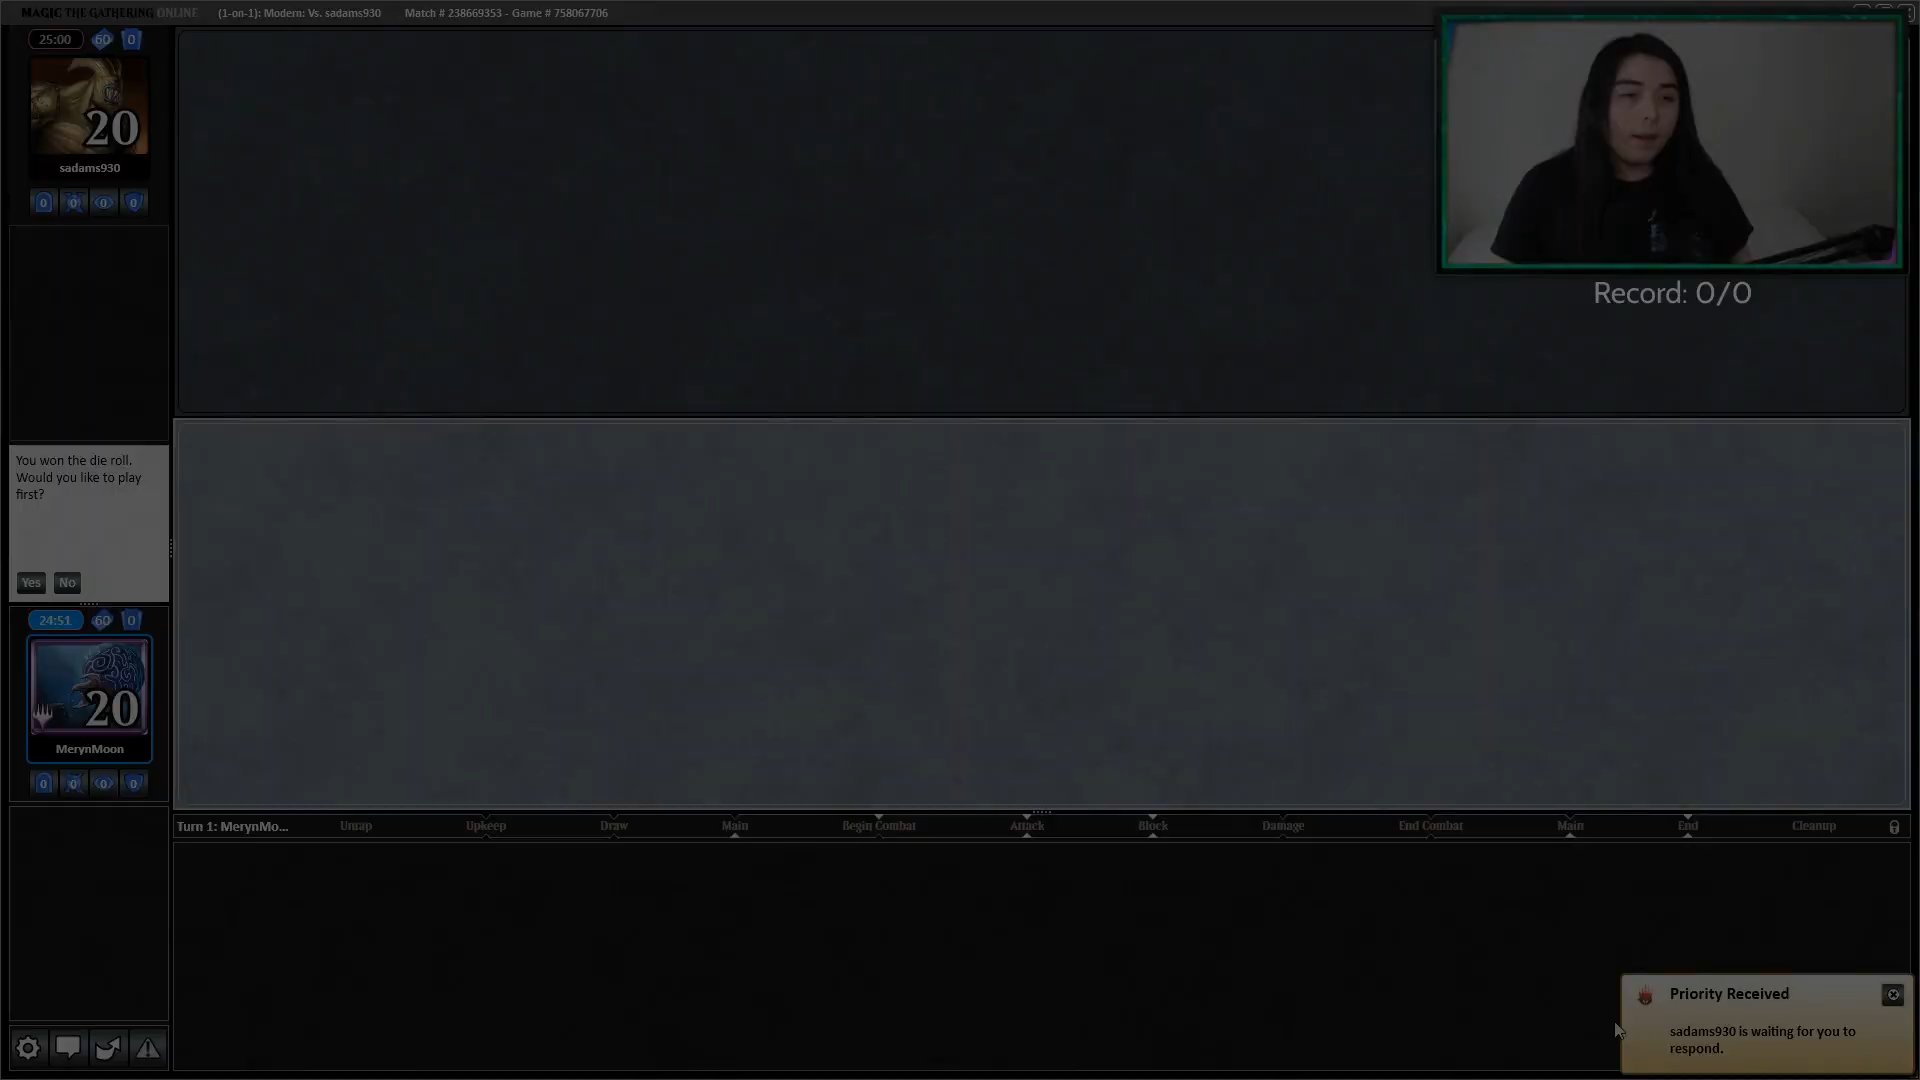 MAGIC THE GATHERING ONLINE
(1-on-1): Modern: Vs. sadams930
Match # 238669353 - Game # 758067706
25:00
60
0
20
sadams930
0
0
0
0
Record: 0/0
You won the die roll.
Would you like to play
first?
Yes
No
24:51
60
0
20
MerynMoon
0
0
0
0
Turn 1: MerynMo...
Untap
Upkeep
Draw
Main
Begin Combat
Attack
Block
Damage
End Combat
Main
End
Cleanup
Priority Received
sadams930 is waiting for you to
respond.